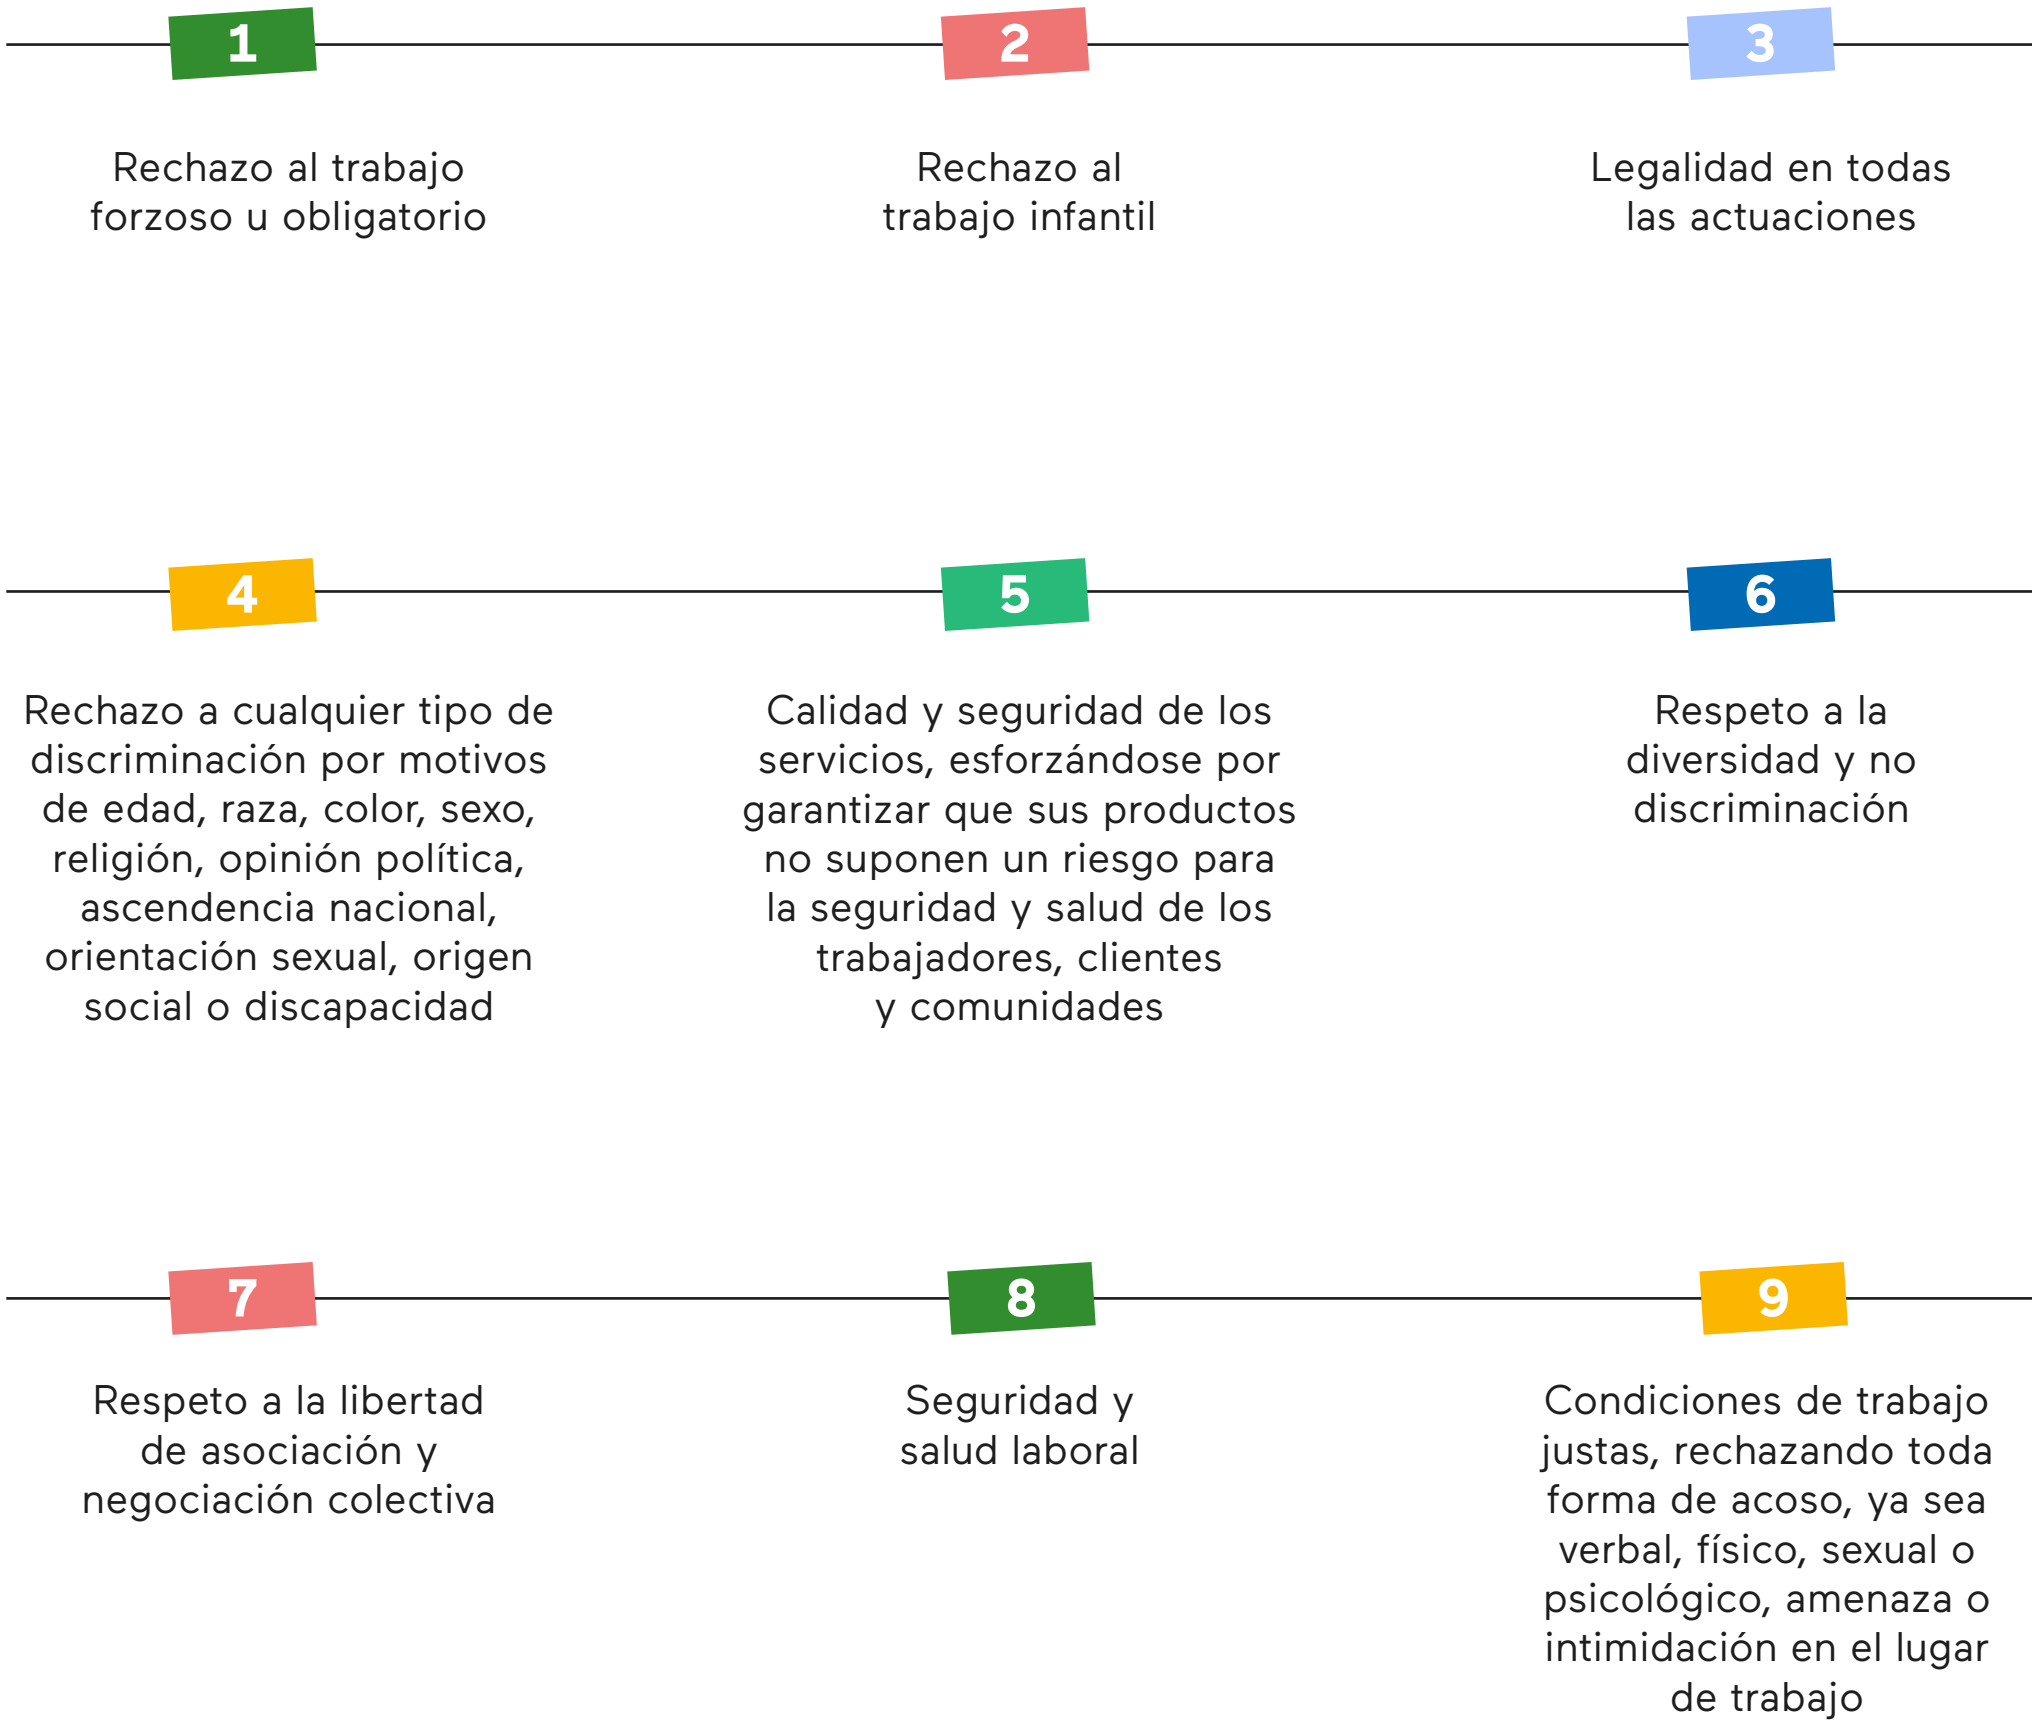 1
Rechazo al trabajo
forzoso u obligatorio
2
Rechazo al
trabajo infantil
3
Legalidad en todas
las actuaciones
4
Rechazo a cualquier tipo de
discriminación por motivos
de edad, raza, color, sexo,
religión, opinión política,
ascendencia nacional,
orientación sexual, origen
social o discapacidad
5
Calidad y seguridad de los
servicios, esforzándose por
garantizar que sus productos
no suponen un riesgo para
la seguridad y salud de los
trabajadores, clientes
y comunidades
6
Respeto a la
diversidad y no
discriminación
7
Respeto a la libertad
de asociación y
negociación colectiva
8
Seguridad y
salud laboral
9
Condiciones de trabajo
justas, rechazando toda
forma de acoso, ya sea
verbal, físico, sexual o
psicológico, amenaza o
intimidación en el lugar
de trabajo